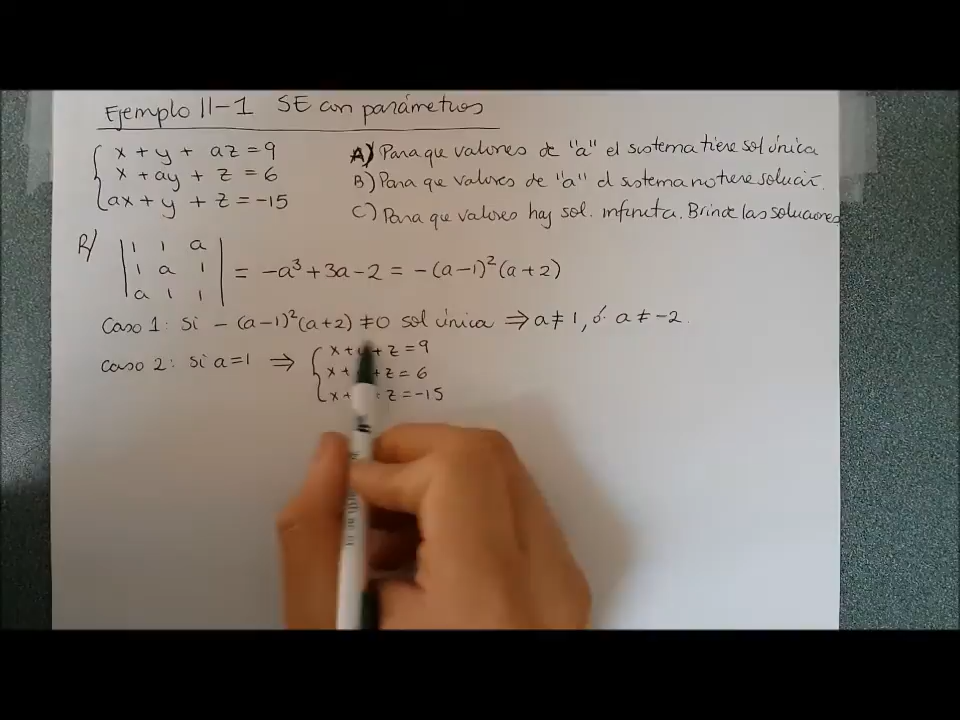 Ejemplo 11-1 SE con parámetros
x + y + az = 9
x + ay + z = 6
ax + y + z = -15
A) Para que valores de "a" el sistema tiene sol única
B) Para que valores de "a" el sistema no tiene solución.
C) Para que valores hay sol. infinita. Brinde las soluciones
R/ | 1 1 a |
| 1 a 1 | = -a³ + 3a - 2 = -(a-1)²(a+2)
| a 1 1 |
Caso 1: Si -(a-1)²(a+2) ≠ 0 sol única ⇒ a ≠ 1, ó a ≠ -2.
Caso 2: Si a=1 ⇒ { x + y + z = 9
x + + z = 6
x + z = -15